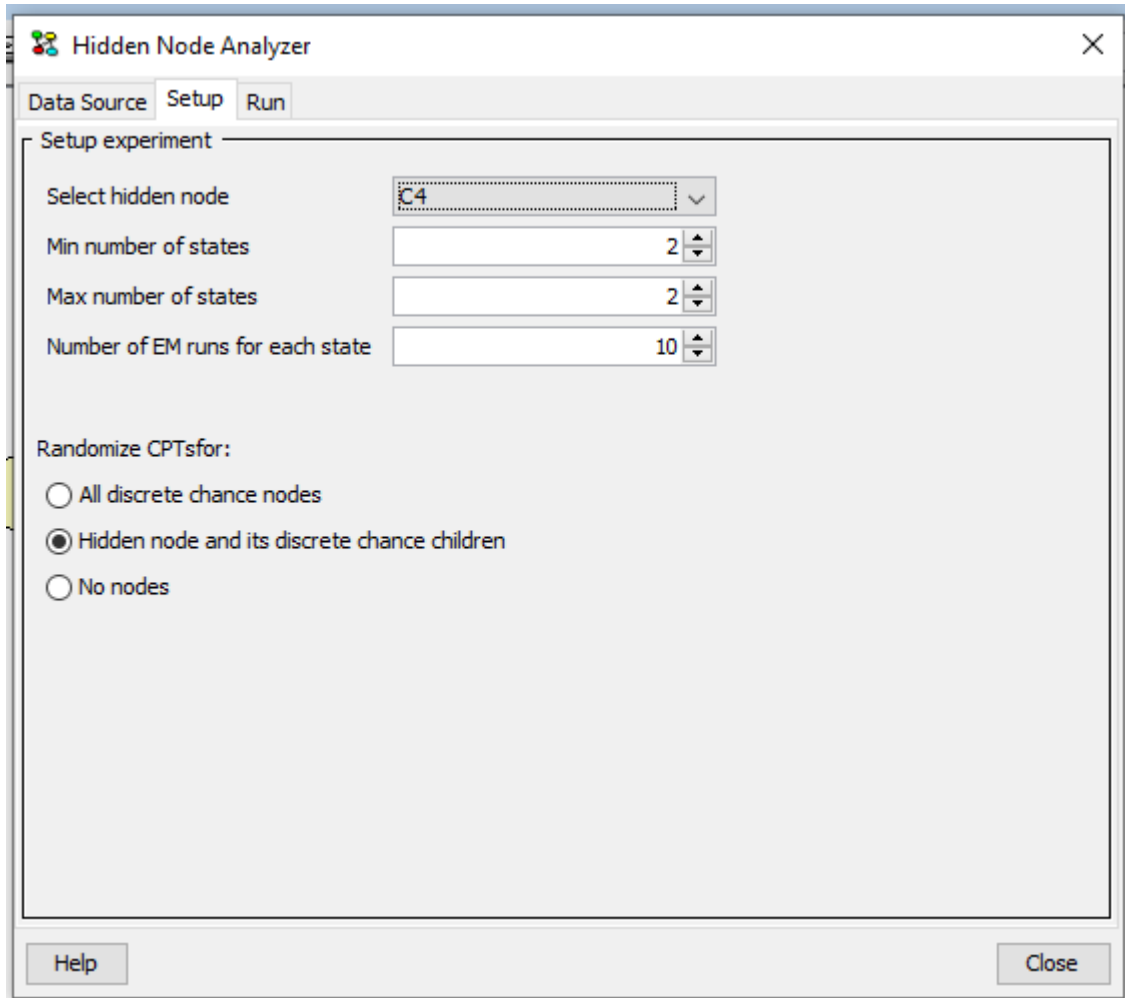 Hidden Node Analyzer
Data Source Setup Run
Setup experiment
Select hidden node C4
Min number of states 2
Max number of states 2
Number of EM runs for each state 10
Randomize CPTsfor:
All discrete chance nodes
Hidden node and its discrete chance children
No nodes
Help Close